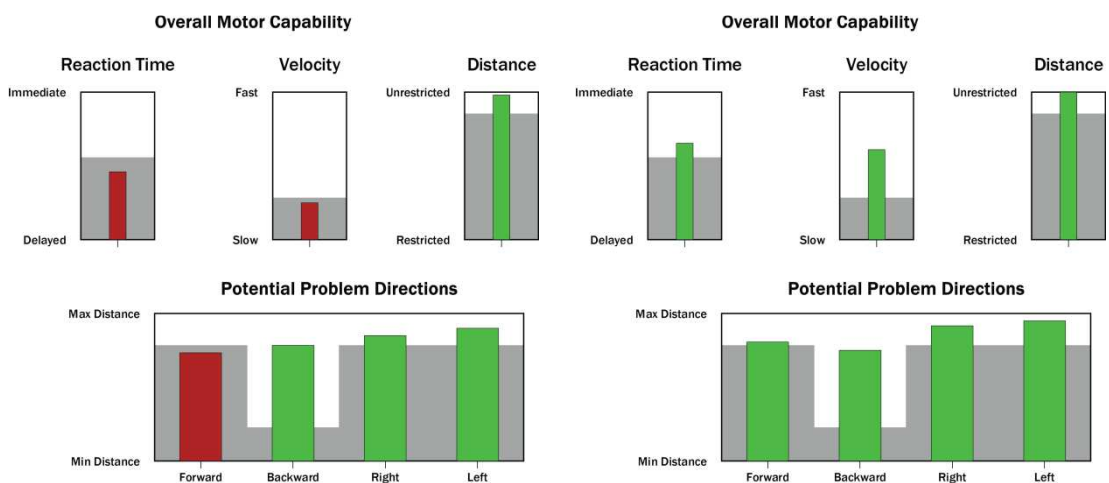 Overall Motor Capability
Reaction Time Velocity Distance
Immediate Fast Unrestricted
Delayed Slow Restricted
Potential Problem Directions
Max Distance
Min Distance
Forward Backward Right Left
Overall Motor Capability
Reaction Time Velocity Distance
Immediate Fast Unrestricted
Delayed Slow Restricted
Potential Problem Directions
Max Distance
Min Distance
Forward Backward Right Left